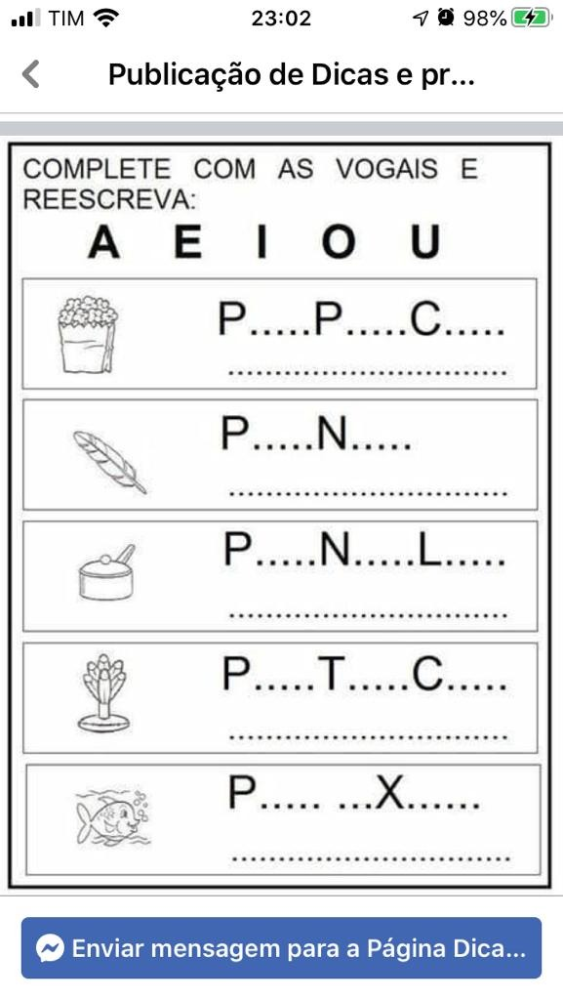 TIM 23:02 98%
Publicação de Dicas e pr...
COMPLETE COM AS VOGAIS E
REESCREVA:
A E I O U
P.....P.....C.....
..............................
P.....N.....
..............................
P.....N.....L.....
..............................
P.....T.....C.....
..............................
P..... ...X......
..............................
Enviar mensagem para a Página Dica...